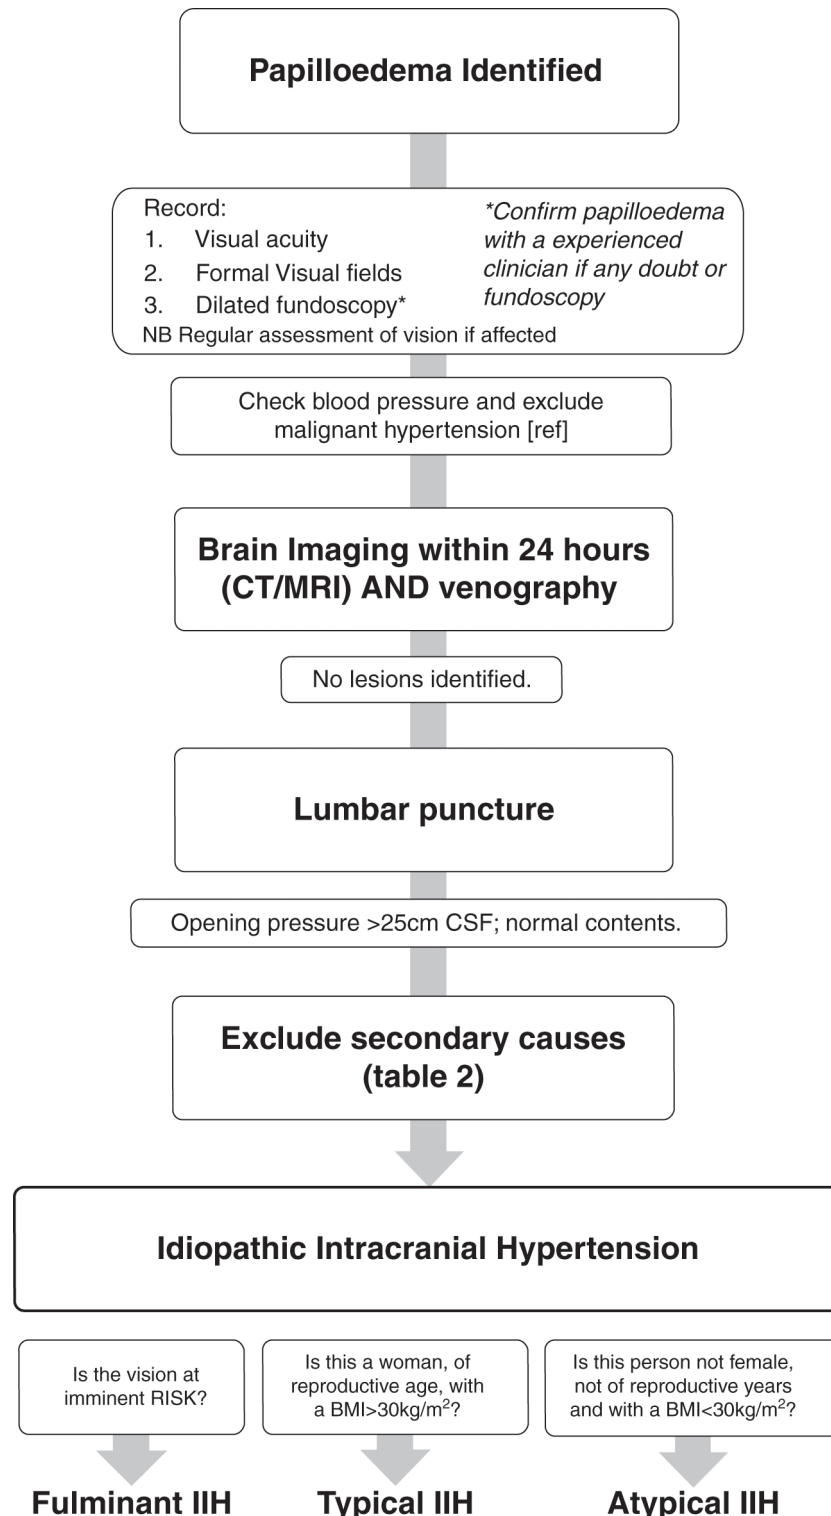 Papilloedema Identified
Record:
1. Visual acuity
2. Formal Visual fields
3. Dilated fundoscopy*
NB Regular assessment of vision if affected
*Confirm papilloedema
with a experienced
clinician if any doubt or
fundoscopy
Check blood pressure and exclude
malignant hypertension [ref]
Brain Imaging within 24 hours
(CT/MRI) AND venography
No lesions identified.
Lumbar puncture
Opening pressure >25cm CSF; normal contents.
Exclude secondary causes
(table 2)
Idiopathic Intracranial Hypertension
Is the vision at
imminent RISK?
Is this a woman, of
reproductive age, with
a BMI>30kg/m²?
Is this person not female,
not of reproductive years
and with a BMI<30kg/m²?
Fulminant IIH
Typical IIH
Atypical IIH